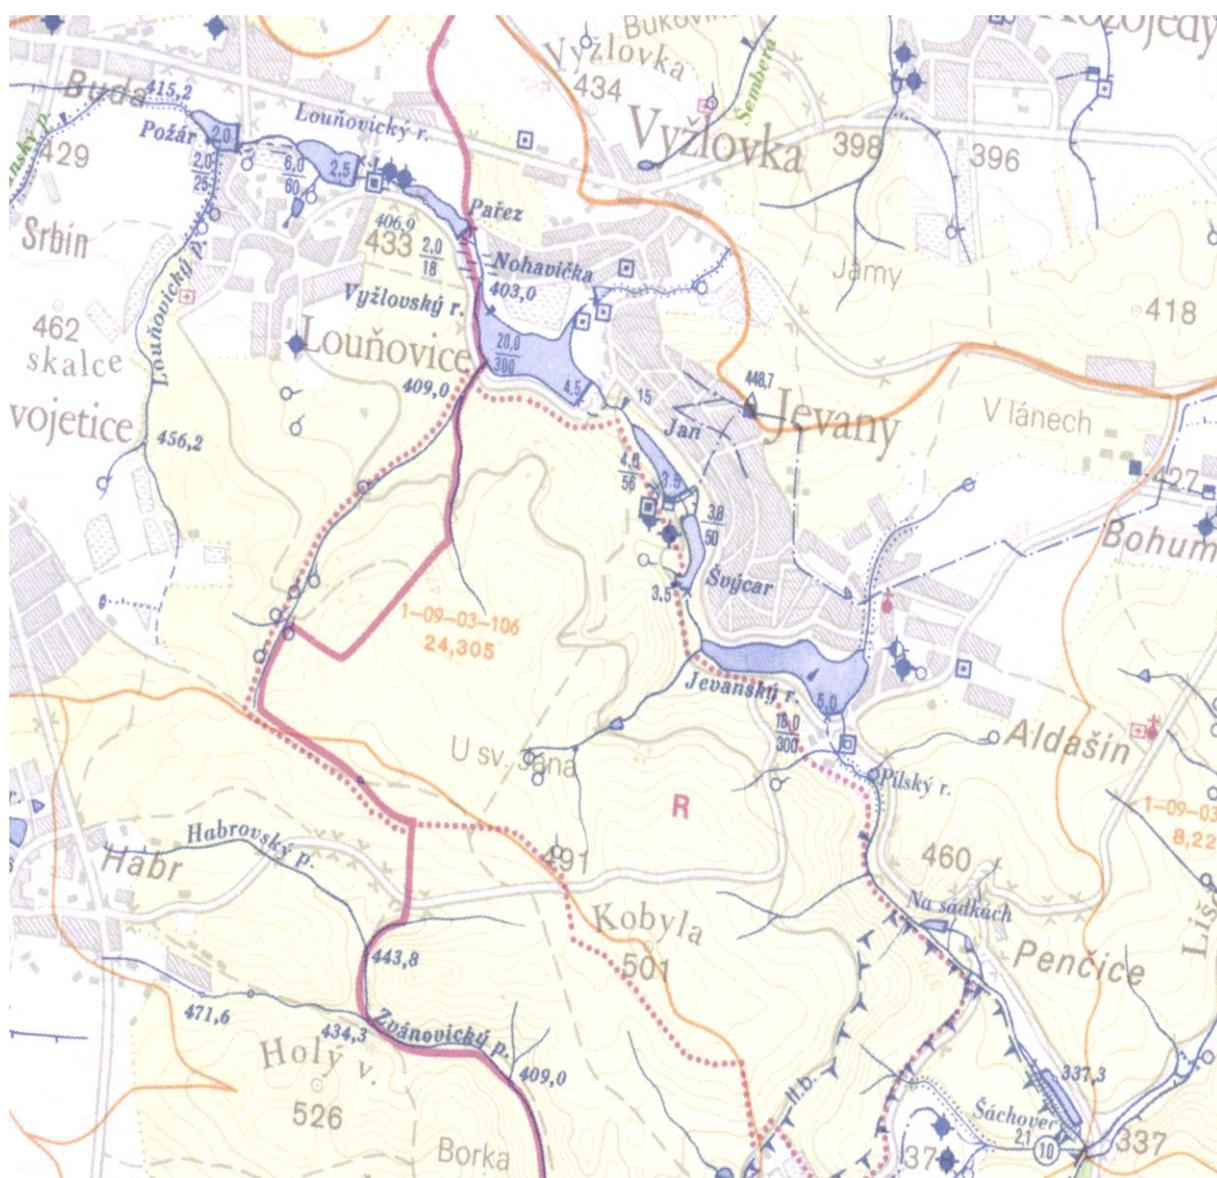 Kozojedy
Vyžlovka
434
Šembera
Buda
415,2
Louňovický r.
Vyžlovka
398
396
Požár
2,0
429
2,0
25
6,0
60
2,5
Pařez
406,9
433
2,0
18
Srbín
Louňovický p.
Nohavička
403,0
Jámy
Vyžlovský r.
418
462
skalce
Louňovice
20,0
300
4,5
409,0
15
448,7
Jevany
V lánech
vojetice
456,2
Jan
4,0
56
3,5
427
3,8
50
Bohum
Švýcar
3,5
1-09-03-106
24,305
Jevanský r.
5,0
18,0
300
U sv. Jana
Aldašín
Pilský r.
R
1-09-03
8,22
Habrovský p.
Habr
491
460
Na sádkách
Kobyla
501
Penčice
443,8
471,6
434,3
Zvánovický p.
Holý v.
409,0
526
H.b.
337,3
Šáchovec
2,1
10
337
37
Borka